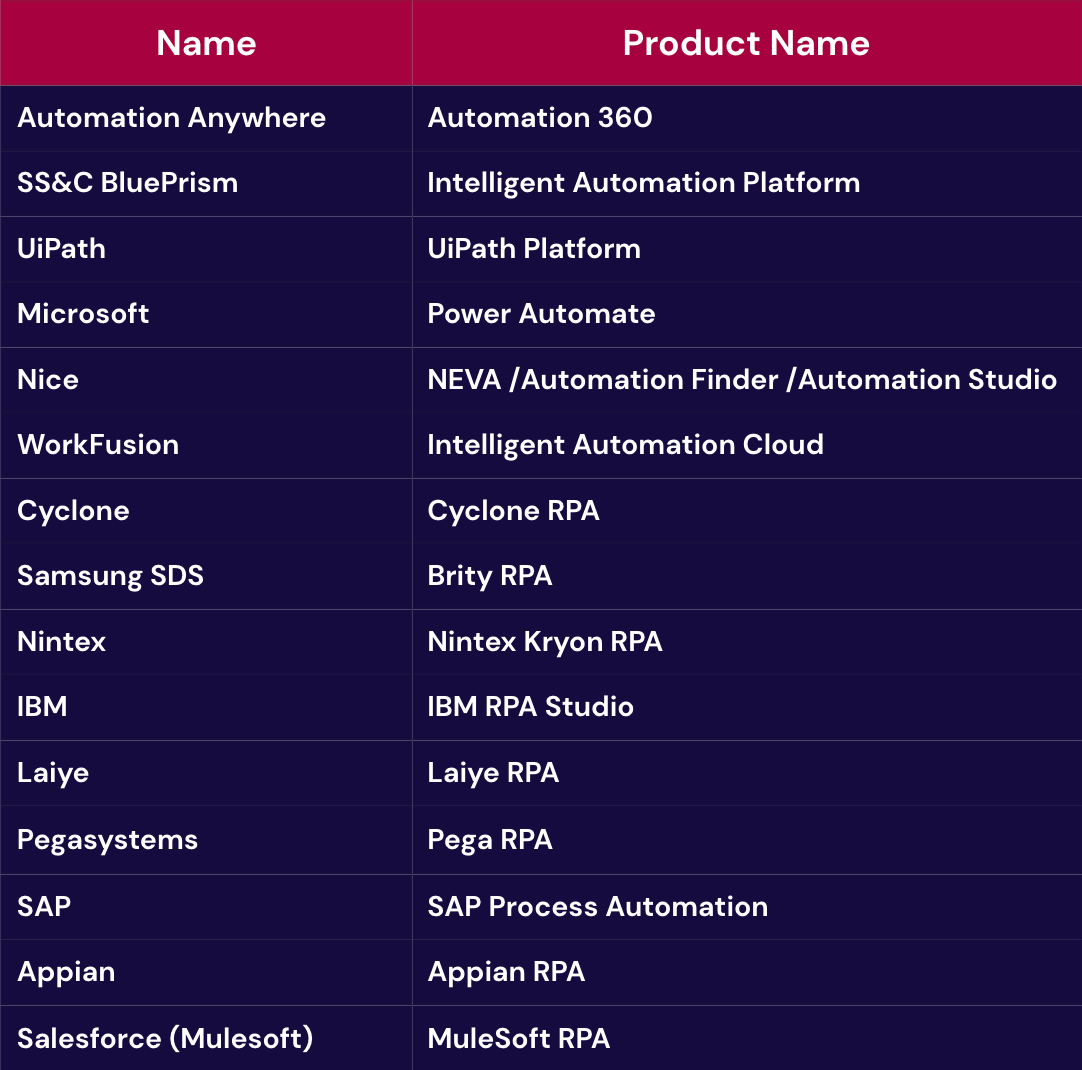 Name Product Name
Automation Anywhere Automation 360
SS&C BluePrism Intelligent Automation Platform
UiPath UiPath Platform
Microsoft Power Automate
Nice NEVA /Automation Finder /Automation Studio
WorkFusion Intelligent Automation Cloud
Cyclone Cyclone RPA
Samsung SDS Brity RPA
Nintex Nintex Kryon RPA
IBM IBM RPA Studio
Laiye Laiye RPA
Pegasystems Pega RPA
SAP SAP Process Automation
Appian Appian RPA
Salesforce (Mulesoft) MuleSoft RPA